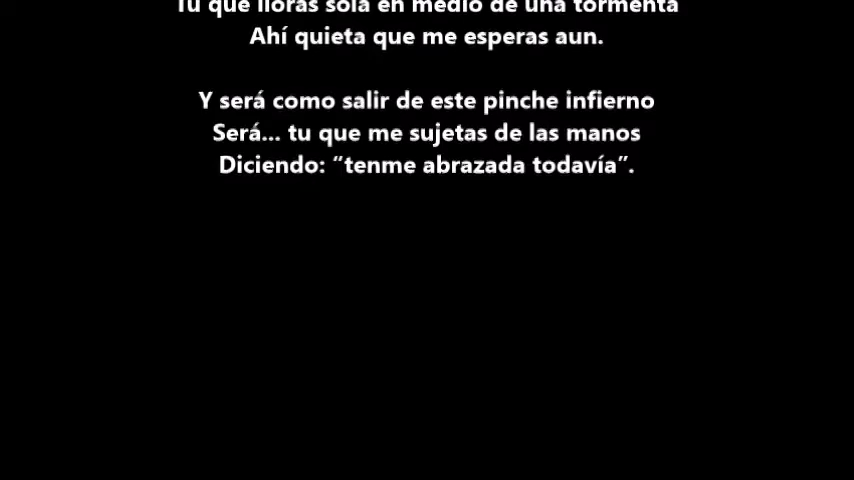 Tu que lloras sola en medio de una tormenta
Ahí quieta que me esperas aun.
Y será como salir de este pinche infierno
Será... tu que me sujetas de las manos
Diciendo: “tenme abrazada todavía”.